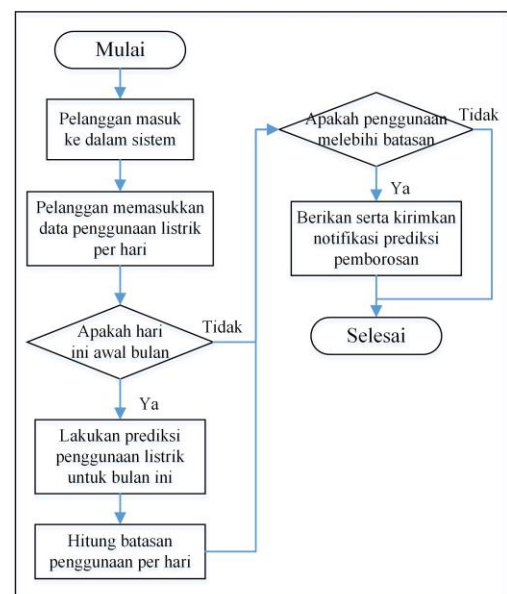 Mulai
Pelanggan masuk
ke dalam sistem
Pelanggan memasukkan
data penggunaan listrik
per hari
Apakah hari
ini awal bulan
Tidak
Ya
Lakukan prediksi
penggunaan listrik
untuk bulan ini
Hitung batasan
penggunaan per hari
Apakah penggunaan
melebihi batasan
Tidak
Ya
Berikan serta kirimkan
notifikasi prediksi
pemborosan
Selesai